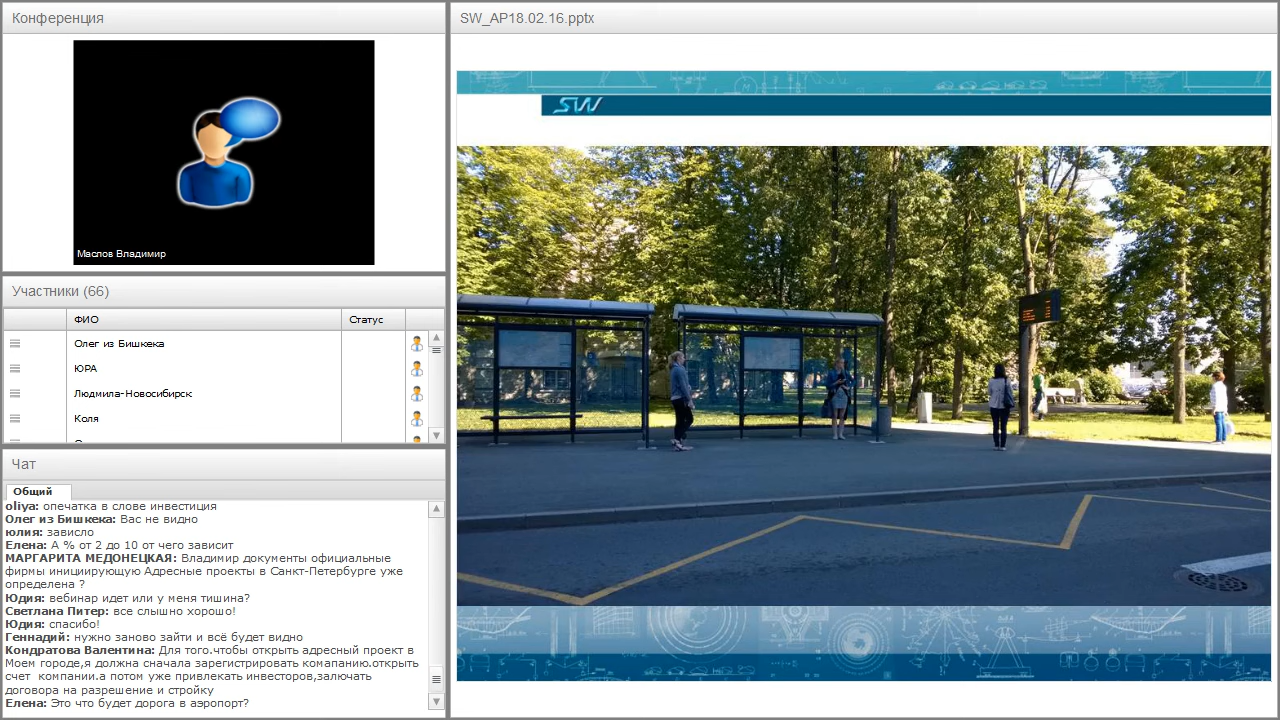 Конференция
Маслов Владимир
Участники (66)
ФИО
Статус
Олег из Бишкека
ЮРА
Людмила-Новосибирск
Коля
Чат
Общий
oliya: опечатка в слове инвестиция
Олег из Бишкека: Вас не видно
юлия: зависло
Елена: А % от 2 до 10 от чего зависит
МАРГАРИТА МЕДОНЕЦКАЯ: Владимир документы официальные
фирмы инициирующую Адресные проекты в Санкт-Петербурге уже
определена ?
Юдия: вебинар идет или у меня тишина?
Светлана Питер: все слышно хорошо!
Юдия: спасибо!
Геннадий: нужно заново зайти и всё будет видно
Кондратова Валентина: Для того.чтобы открыть адресный проект в
Моем городе,я должна сначала зарегистрировать комапанию,открыть
счет компании.а потом уже привлекать инвесторов,заключать
договора на разрешение и стройку
Елена: Это что будет дорога в аэропорт?
SW_AP18.02.16.pptx
SW